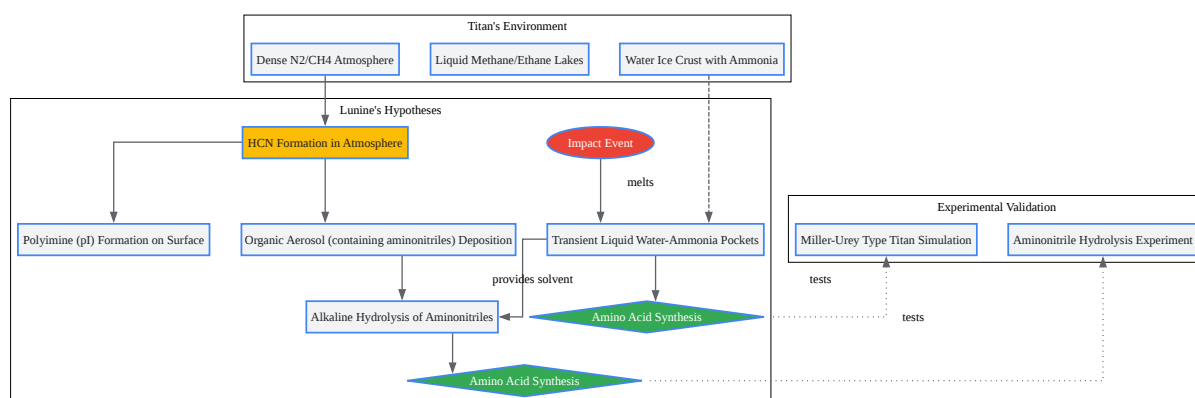 Titan's Environment
Dense N2/CH4 Atmosphere
Liquid Methane/Ethane Lakes
Water Ice Crust with Ammonia
Lunine's Hypotheses
HCN Formation in Atmosphere
Impact Event
melts
Experimental Validation
Polyimine (pI) Formation on Surface
Organic Aerosol (containing aminonitriles) Deposition
Transient Liquid Water-Ammonia Pockets
Miller-Urey Type Titan Simulation
Aminonitrile Hydrolysis Experiment
provides solvent
tests
Alkaline Hydrolysis of Aminonitriles
Amino Acid Synthesis
tests
Amino Acid Synthesis